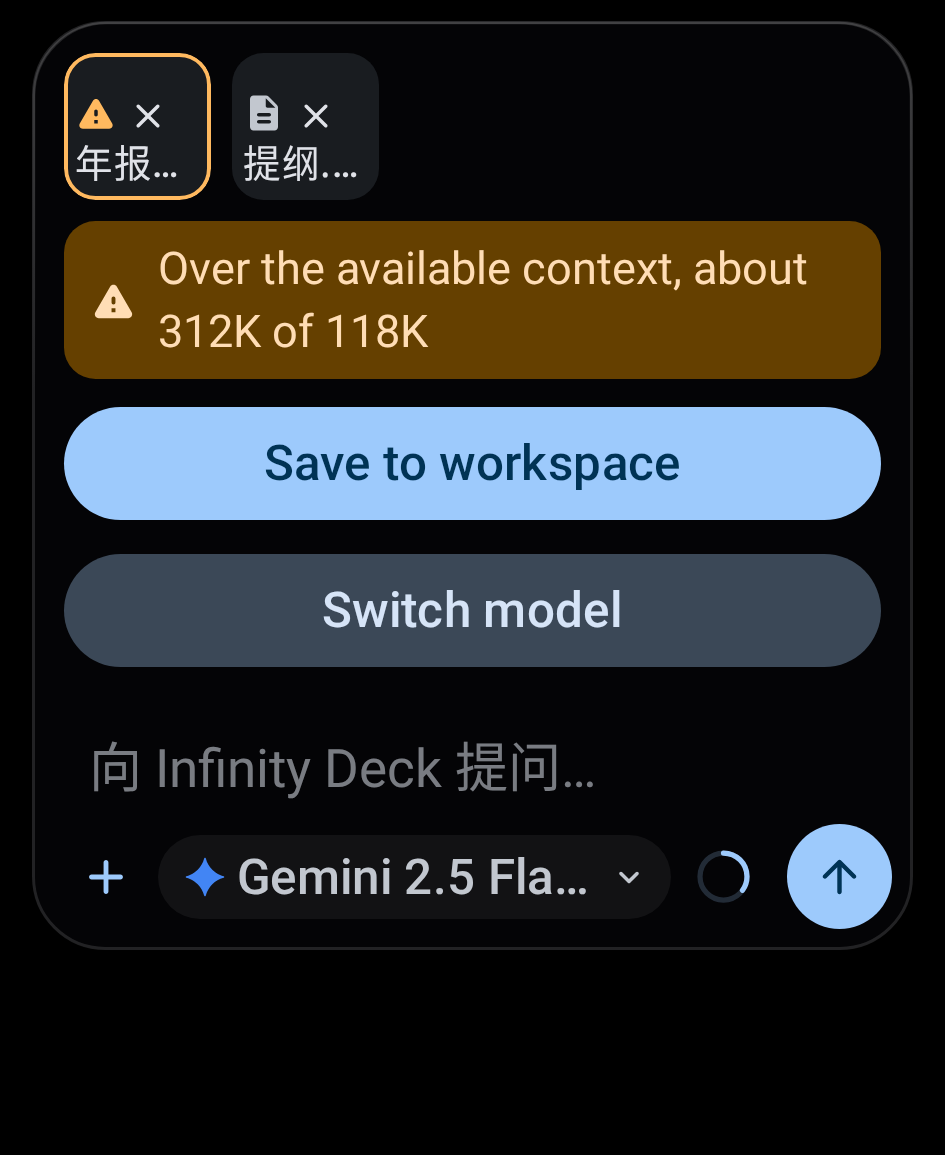 年报…
提纲.…
Over the available context, about
312K of 118K
Save to workspace
Switch model
向 Infinity Deck 提问…
Gemini 2.5 Fla…